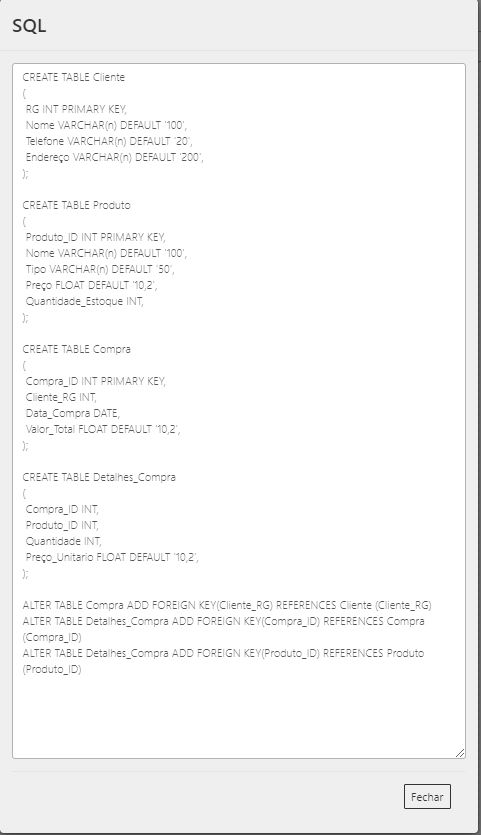 SQL
CREATE TABLE Cliente
(
RG INT PRIMARY KEY,
Nome VARCHAR(n) DEFAULT '100',
Telefone VARCHAR(n) DEFAULT '20',
Endereço VARCHAR(n) DEFAULT '200',
);
CREATE TABLE Produto
(
Produto_ID INT PRIMARY KEY,
Nome VARCHAR(n) DEFAULT '100',
Tipo VARCHAR(n) DEFAULT '50',
Preço FLOAT DEFAULT '10,2',
Quantidade_Estoque INT,
);
CREATE TABLE Compra
(
Compra_ID INT PRIMARY KEY,
Cliente_RG INT,
Data_Compra DATE,
Valor_Total FLOAT DEFAULT '10,2',
);
CREATE TABLE Detalhes_Compra
(
Compra_ID INT,
Produto_ID INT,
Quantidade INT,
Preço_Unitario FLOAT DEFAULT '10,2',
);
ALTER TABLE Compra ADD FOREIGN KEY(Cliente_RG) REFERENCES Cliente (Cliente_RG)
ALTER TABLE Detalhes_Compra ADD FOREIGN KEY(Compra_ID) REFERENCES Compra
(Compra_ID)
ALTER TABLE Detalhes_Compra ADD FOREIGN KEY(Produto_ID) REFERENCES Produto
(Produto_ID)
Fechar